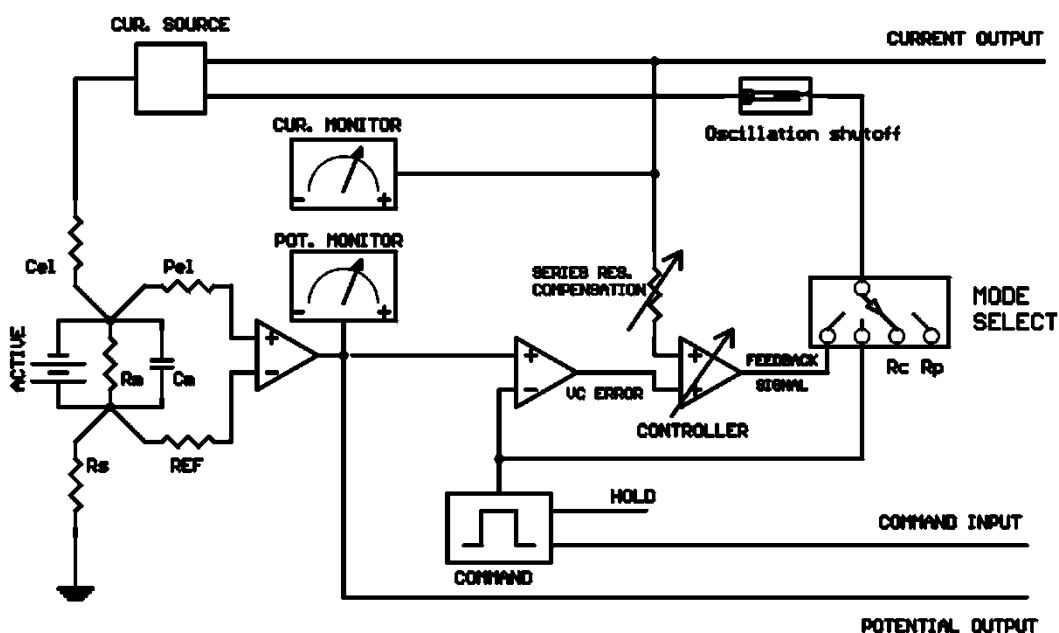 CUR. SOURCE
CURRENT OUTPUT
Oscillation shutoff
CUR. MONITOR
- +
POT. MONITOR
- +
Cel
Pel
SERIES RES.
COMPENSATION
MODE
SELECT
ACTIVE
Rm
Cm
+
-
+
-
VC ERROR
+
+
FEEDBACK
SIGNAL
Rc Rp
CONTROLLER
Rs
REF
HOLD
COMMAND INPUT
COMMAND
POTENTIAL OUTPUT